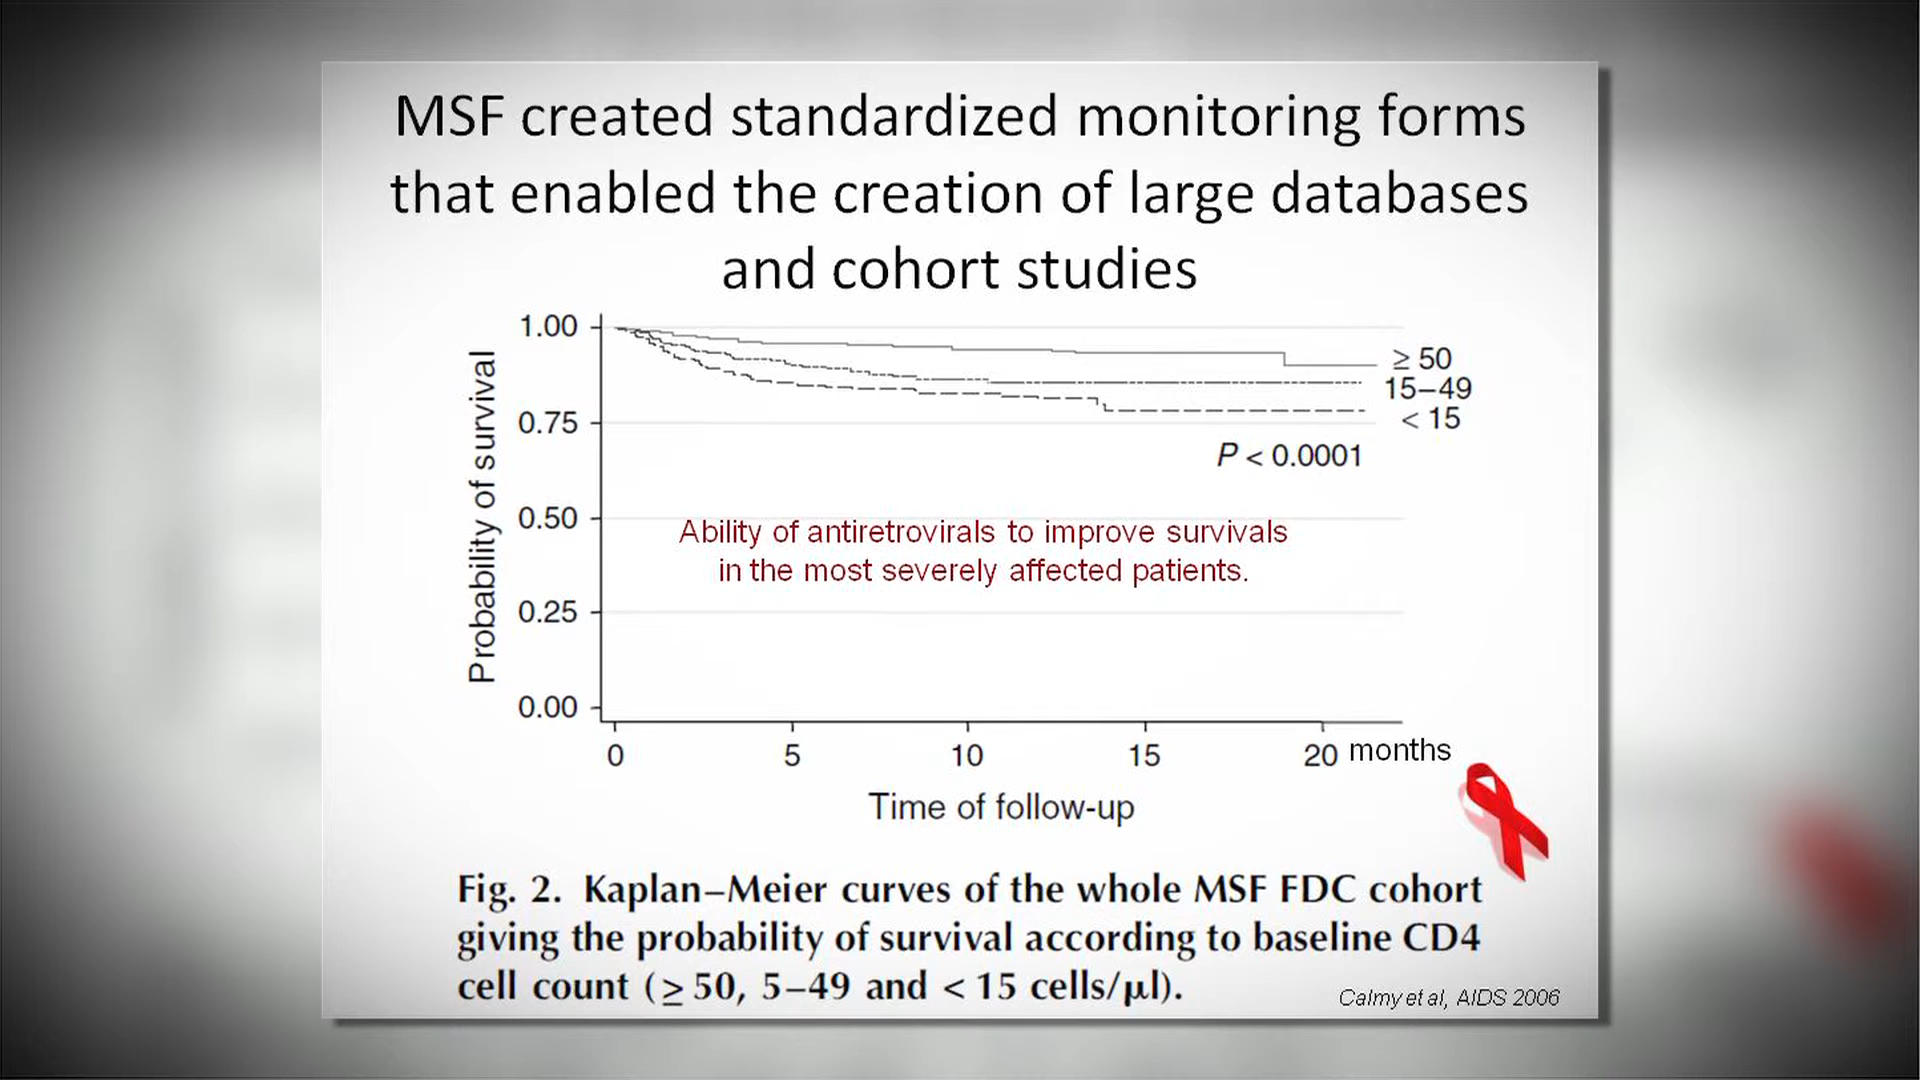 MSF created standardized monitoring forms
that enabled the creation of large databases
and cohort studies
Probability of survival
1.00
0.75
0.50
0.25
0.00
≥ 50
15–49
< 15
P < 0.0001
Ability of antiretrovirals to improve survivals
in the most severely affected patients.
0 5 10 15 20 months
Time of follow-up
Fig. 2. Kaplan–Meier curves of the whole MSF FDC cohort
giving the probability of survival according to baseline CD4
cell count (≥ 50, 5–49 and < 15 cells/μl).
Calmy et al, AIDS 2006